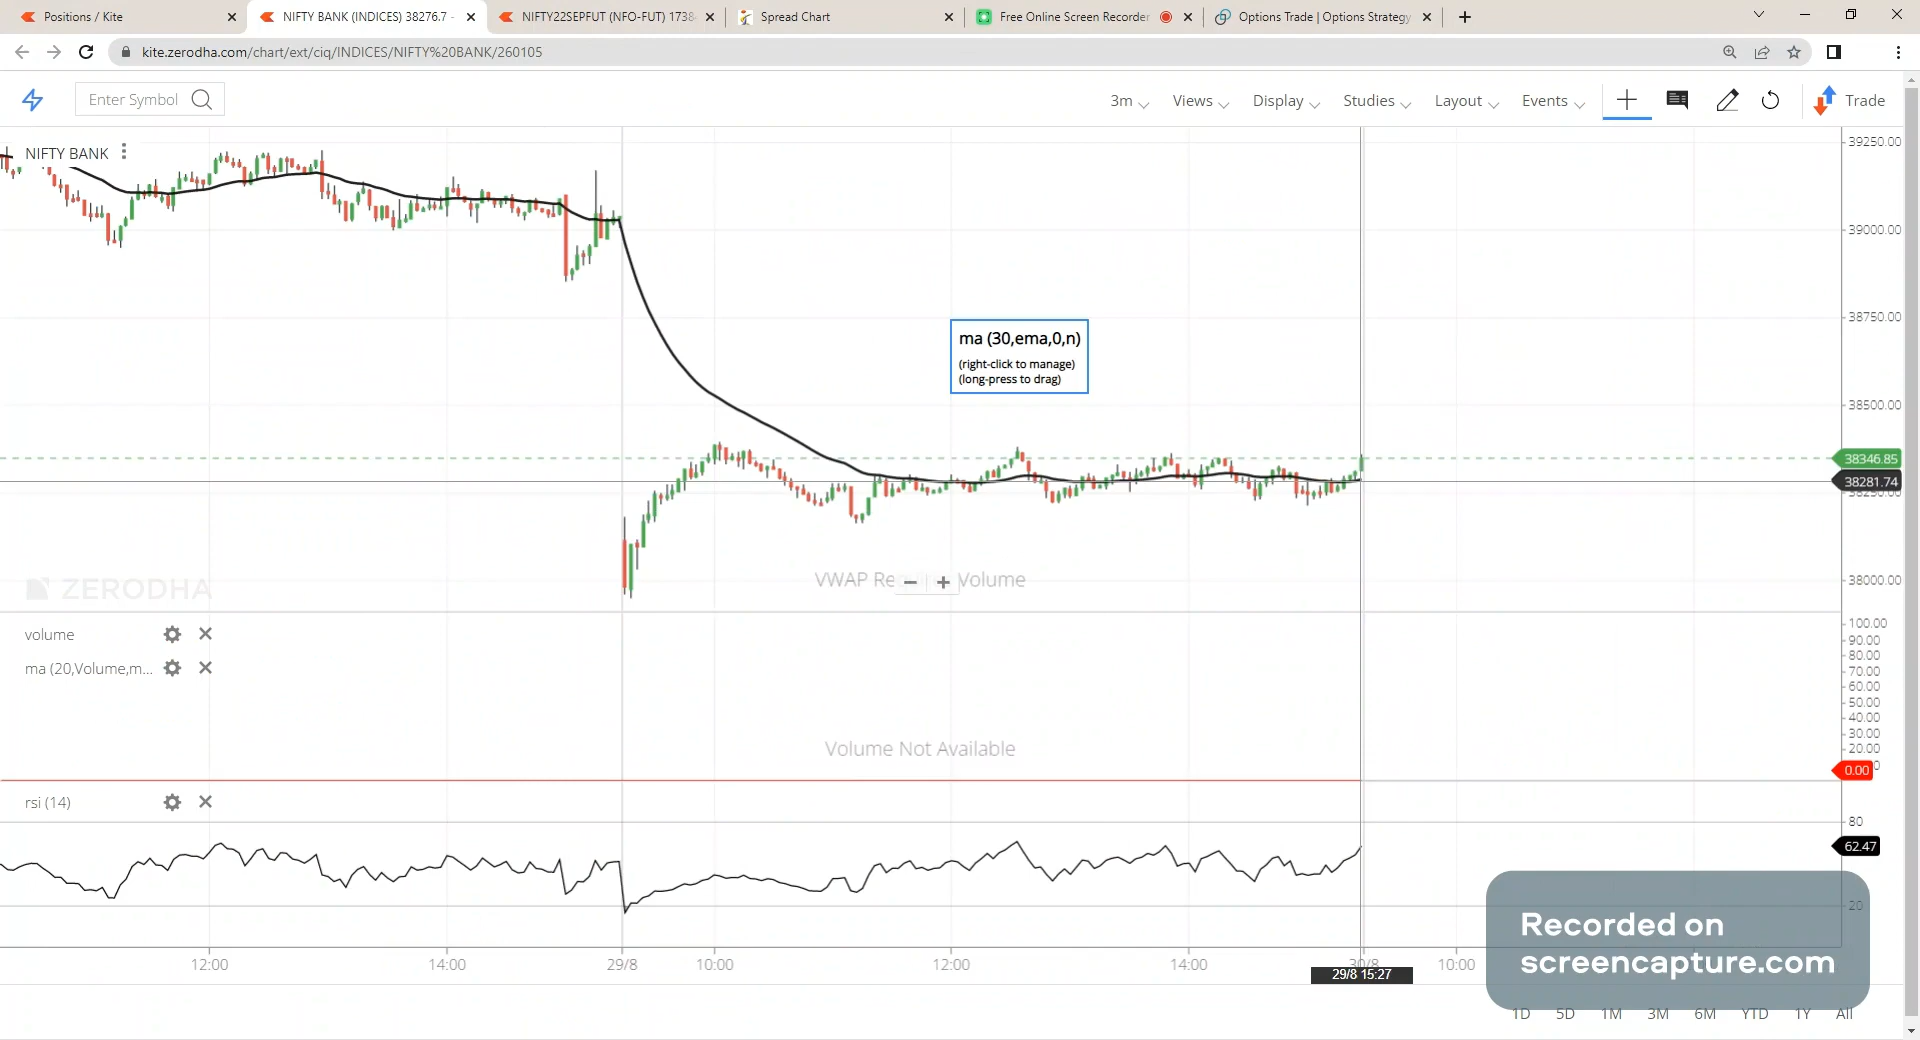 Positions / Kite
NIFTY BANK (INDICES) 38276.7 -
NIFTY22SEPFUT (NFO-FUT) 1738
Spread Chart
Free Online Screen Recorder
Options Trade | Options Strategy
kite.zerodha.com/chart/ext/ciq/INDICES/NIFTY%20BANK/260105
Enter Symbol
3m
Views
Display
Studies
Layout
Events
Trade
NIFTY BANK
39250.00
39000.00
38750.00
ma (30,ema,0,n)
(right-click to manage)
(long-press to drag)
38500.00
38346.85
38281.74
38000.00
VWAP Re
Volume
ZERODHA
volume
ma (20,Volume,m...
Volume Not Available
100.00
90.00
80.00
70.00
60.00
50.00
40.00
30.00
20.00
0.00
rsi (14)
80
62.47
20
Recorded on
screencapture.com
12:00
14:00
29/8
10:00
12:00
14:00
30/8
10:00
29/8 15:27
1D
5D
1M
3M
6M
YTD
1Y
All